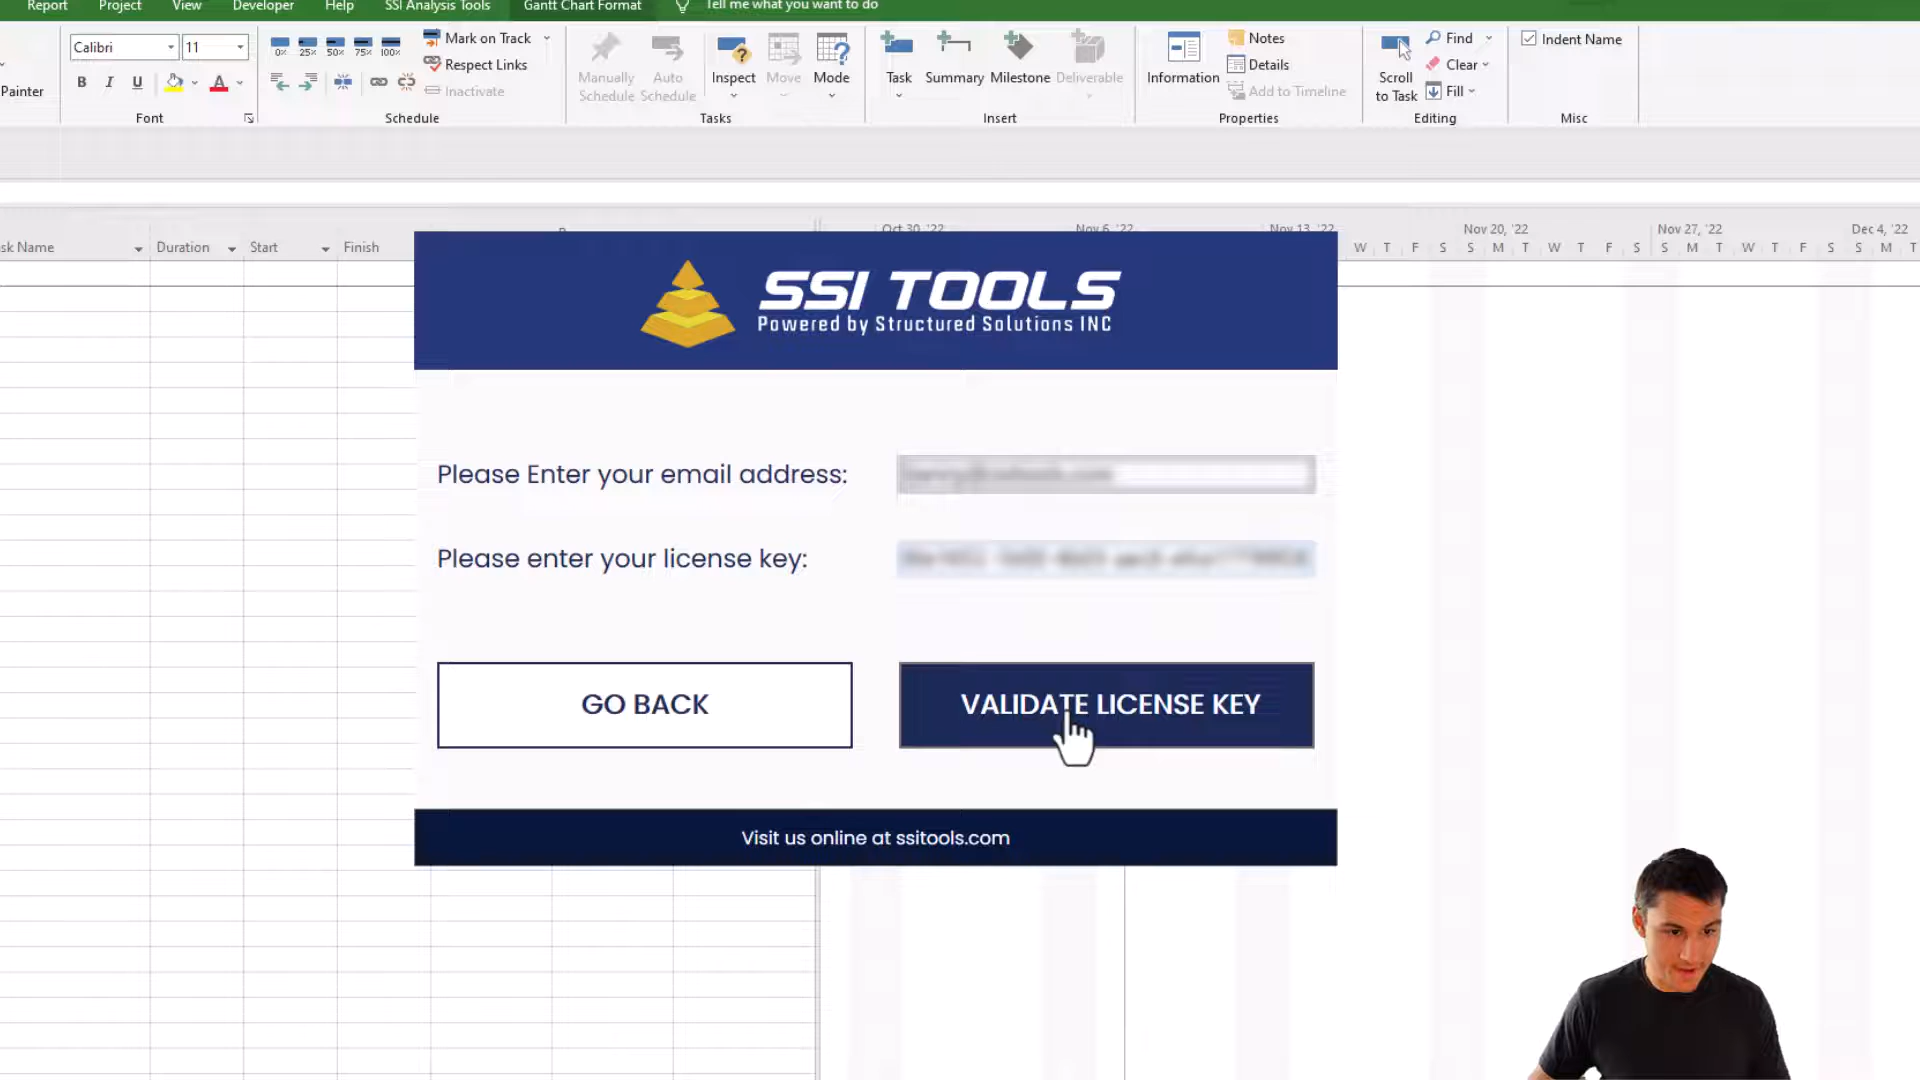 Report Project View Developer Help SSI Analysis Tools Gantt Chart Format Tell me what you want to do
Calibri 11 Mark on Track Find Notes Indent Name
Respect Links Details Clear
Painter B I U Inactivate Manually Schedule Auto Schedule Inspect Move Mode Task Summary Milestone Deliverable Information Add to Timeline Scroll to Task Fill
0% 25% 50% 75% 100%
Font Schedule Tasks Insert Properties Editing Misc
Oct 30, '22 Nov 6, '22 Nov 13, '22 Nov 20, '22 Nov 27, '22 Dec 4, '22
sk Name Duration Start Finish W T F S S M T W T F S S M T W T F S S M T
SSI TOOLS
Powered by Structured Solutions INC
Please Enter your email address:
Please enter your license key:
GO BACK VALIDATE LICENSE KEY
Visit us online at ssitools.com